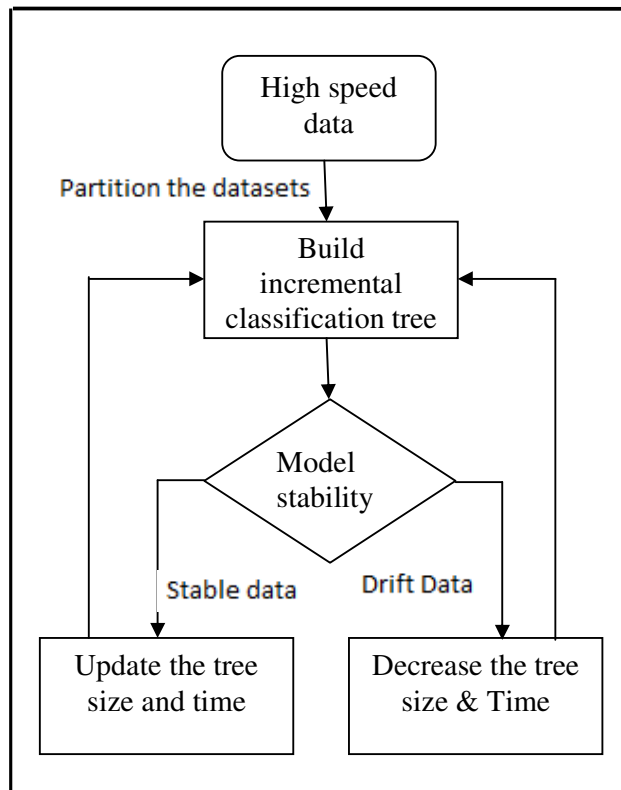 High speed
data
Partition the datasets
Build
incremental
classification tree
Model
stability
Stable data
Drift Data
Update the tree
size and time
Decrease the tree
size & Time